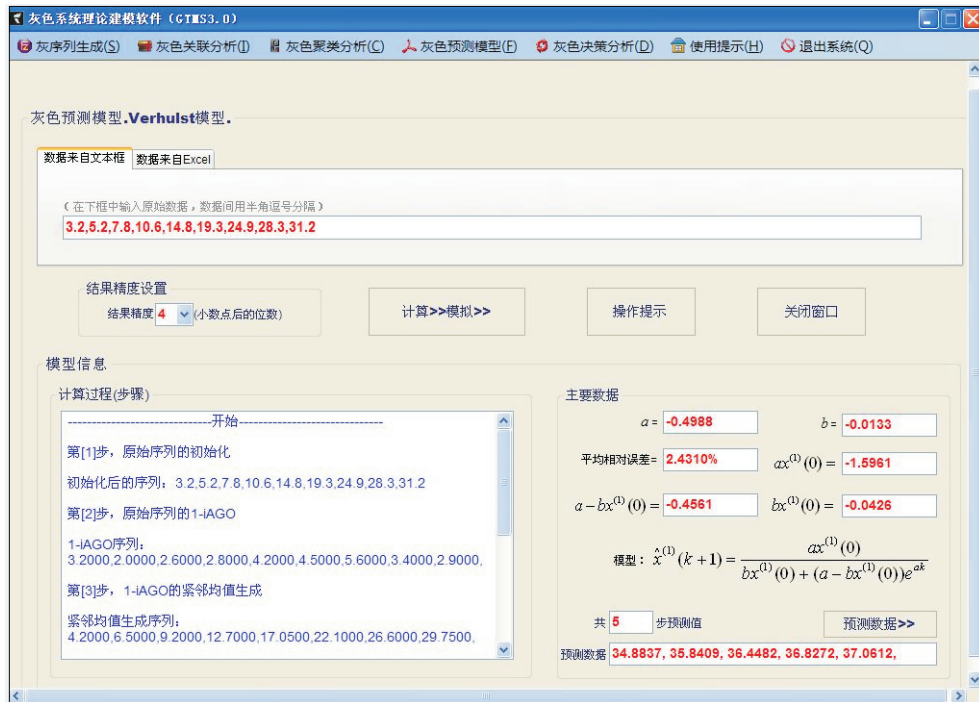 灰色系统理论建模软件（GTMS3.0）
灰序列生成(S) 灰色关联分析(I) 灰色聚类分析(C) 灰色预测模型(F) 灰色决策分析(D) 使用提示(H) 退出系统(Q)
灰色预测模型.Verhulst模型.
数据来自文本框 数据来自Excel
（在下框中输入原始数据，数据间用半角逗号分隔）
3.2,5.2,7.8,10.6,14.8,19.3,24.9,28.3,31.2
结果精度设置
结果精度 4 (小数点后的位数)
计算>>模拟>> 操作提示 关闭窗口
模型信息
计算过程(步骤)
-----------------------------开始-----------------------------
第[1]步，原始序列的初始化
初始化后的序列：3.2,5.2,7.8,10.6,14.8,19.3,24.9,28.3,31.2
第[2]步，原始序列的1-iAGO
1-iAGO序列：
3.2000,2.0000,2.6000,2.8000,4.2000,4.5000,5.6000,3.4000,2.9000,
第[3]步，1-iAGO的紧邻均值生成
紧邻均值生成序列：
4.2000,6.5000,9.2000,12.7000,17.0500,22.1000,26.6000,29.7500,
主要数据
a = -0.4988 b = -0.0133
平均相对误差= 2.4310% ax^{(1)}(0) = -1.5961
a − bx^{(1)}(0) = -0.4561 bx^{(1)}(0) = -0.0426
模型： \hat{x}^{(1)}(k+1) = \frac{ax^{(1)}(0)}{bx^{(1)}(0) + (a − bx^{(1)}(0))e^{ak}}
共 5 步预测值 预测数据>>
预测数据 34.8837, 35.8409, 36.4482, 36.8272, 37.0612,